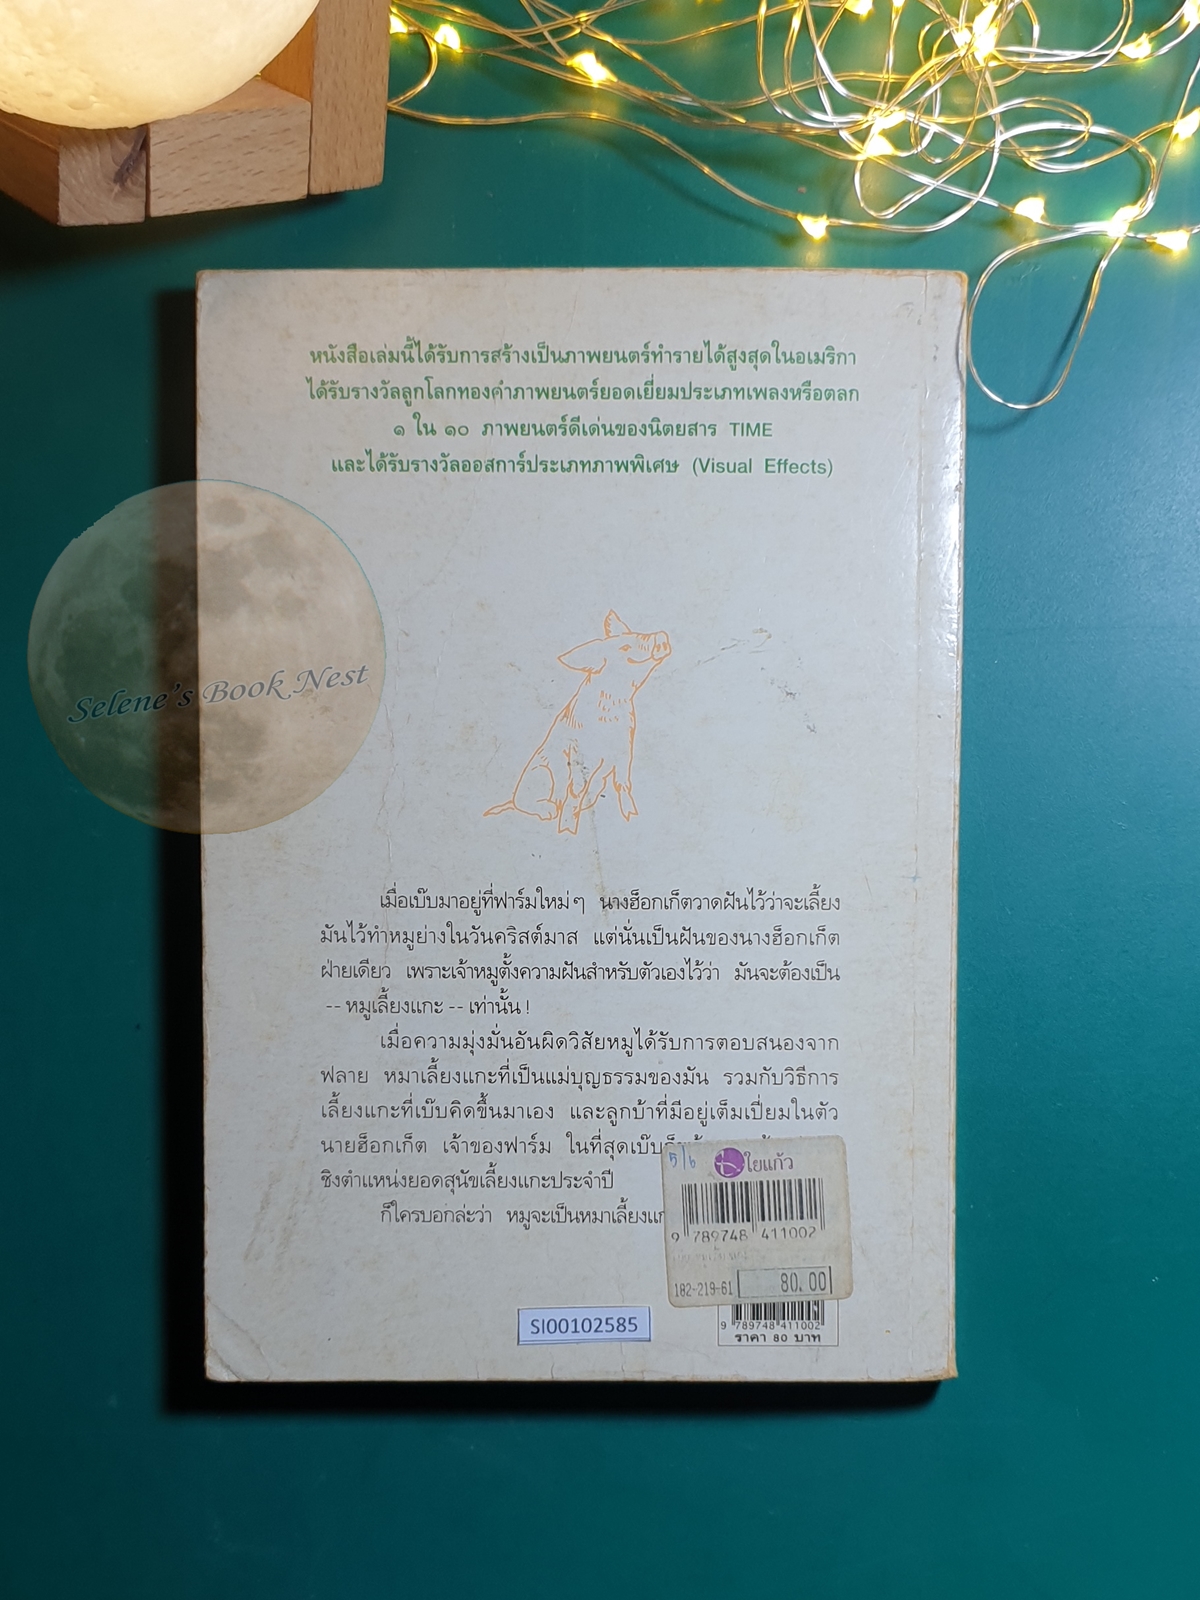 หนังสือเล่มนี้ได้รับการสร้างเป็นภาพยนตร์ทำรายได้สูงสุดในอเมริกา
ได้รับรางวัลลูกโลกทองคำภาพยนตร์ยอดเยี่ยมประเภทเพลงหรือตลก
๑ ใน ๑๐ ภาพยนตร์ดีเด่นของนิตยสาร TIME
และได้รับรางวัลออสการ์ประเภทภาพพิเศษ (Visual Effects)
Selene's Book Nest
เมื่อเบ๊บมาอยู่ที่ฟาร์มใหม่ๆ นางฮ็อกเก็ตวาดฝันไว้ว่าจะเลี้ยง
มันไว้ทำหมูย่างในวันคริสต์มาส แต่นั่นเป็นฝันของนางฮ็อกเก็ต
ฝ่ายเดียว เพราะเจ้าหมูตั้งความฝันสำหรับตัวเองไว้ว่า มันจะต้องเป็น
-- หมูเลี้ยงแกะ -- เท่านั้น !
เมื่อความมุ่งมั่นอันผิดวิสัยหมูได้รับการตอบสนองจาก
ฟลาย หมาเลี้ยงแกะที่เป็นแม่บุญธรรมของมัน รวมกับวิธีการ
เลี้ยงแกะที่เบ๊บคิดขึ้นมาเอง และลูกบ้าที่มีอยู่เต็มเปี่ยมในตัว
นายฮ็อกเก็ต เจ้าของฟาร์ม ในที่สุดเบ๊บ
ชิงตำแหน่งยอดสุนัขเลี้ยงแกะประจำปี
ก็ใครบอกล่ะว่า หมูจะเป็นหมาเลี้ยงแก
5/6 ใยแก้ว
9 789748 411002
182-219-61 80.00
SI00102585
9 789748 411002
ราคา 80 บาท